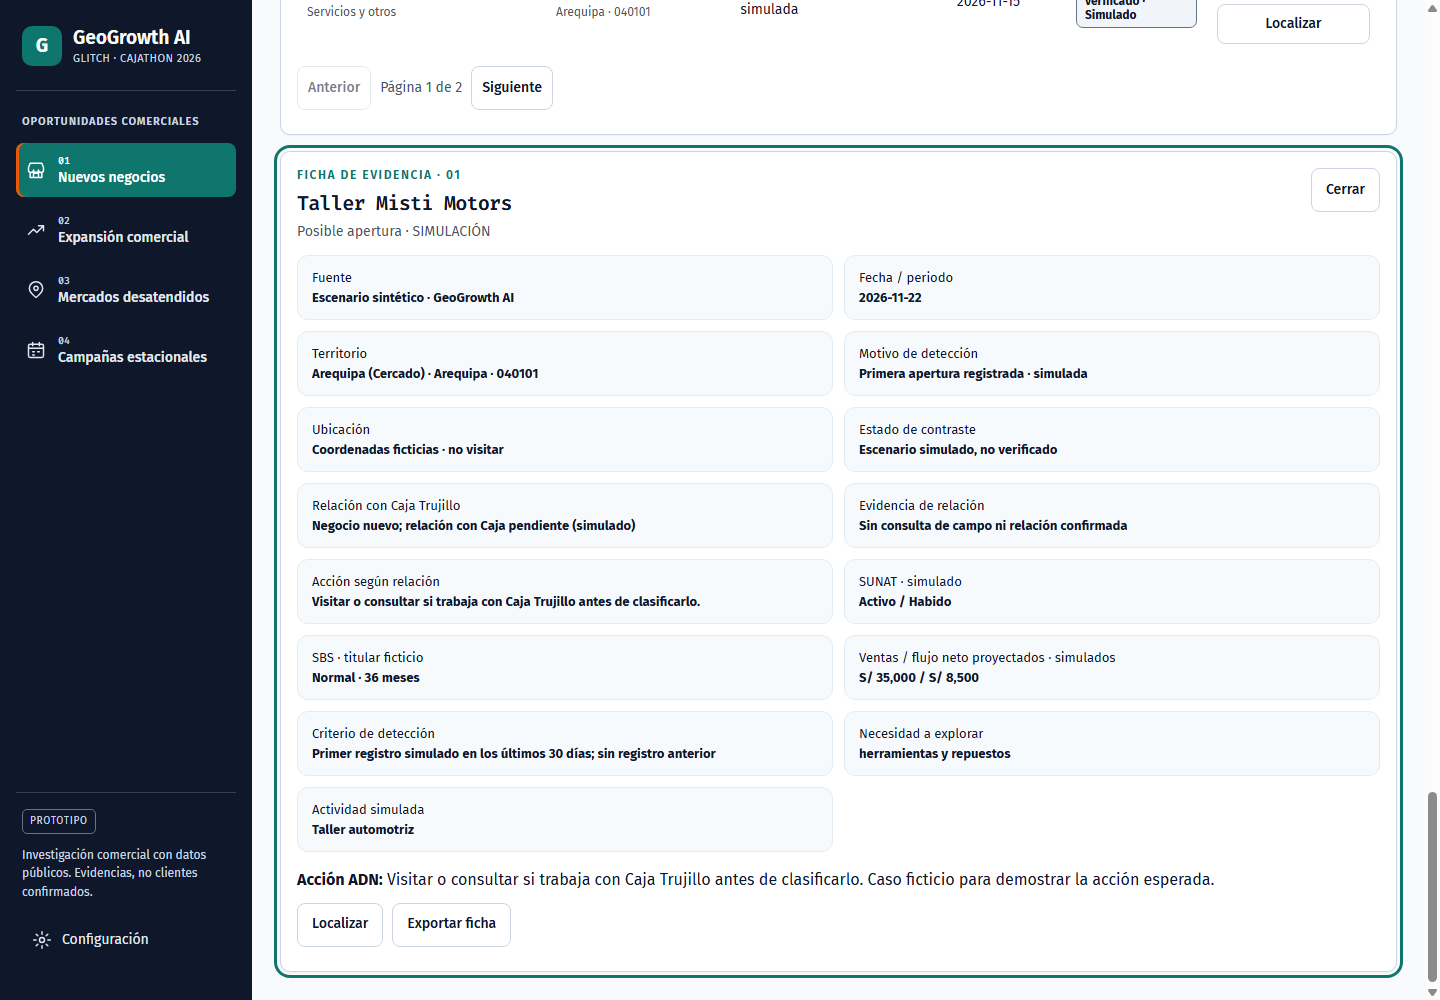 G
GeoGrowth AI
GLITCH · CAJATHON 2026
OPORTUNIDADES COMERCIALES
01
Nuevos negocios
02
Expansión comercial
03
Mercados desatendidos
04
Campañas estacionales
PROTOTIPO
Investigación comercial con datos
públicos. Evidencias, no clientes
confirmados.
Configuración
Servicios y otros
Arequipa · 040101
simulada
2026-11-15
verificado ·
Simulado
Localizar
Anterior
Página 1 de 2
Siguiente
FICHA DE EVIDENCIA · 01
Taller Misti Motors
Posible apertura · SIMULACIÓN
Cerrar
Fuente
Escenario sintético · GeoGrowth AI
Fecha / periodo
2026-11-22
Territorio
Arequipa (Cercado) · Arequipa · 040101
Motivo de detección
Primera apertura registrada · simulada
Ubicación
Coordenadas ficticias · no visitar
Estado de contraste
Escenario simulado, no verificado
Relación con Caja Trujillo
Negocio nuevo; relación con Caja pendiente (simulado)
Evidencia de relación
Sin consulta de campo ni relación confirmada
Acción según relación
Visitar o consultar si trabaja con Caja Trujillo antes de clasificarlo.
SUNAT · simulado
Activo / Habido
SBS · titular ficticio
Normal · 36 meses
Ventas / flujo neto proyectados · simulados
S/ 35,000 / S/ 8,500
Criterio de detección
Primer registro simulado en los últimos 30 días; sin registro anterior
Necesidad a explorar
herramientas y repuestos
Actividad simulada
Taller automotriz
Acción ADN: Visitar o consultar si trabaja con Caja Trujillo antes de clasificarlo. Caso ficticio para demostrar la acción esperada.
Localizar
Exportar ficha